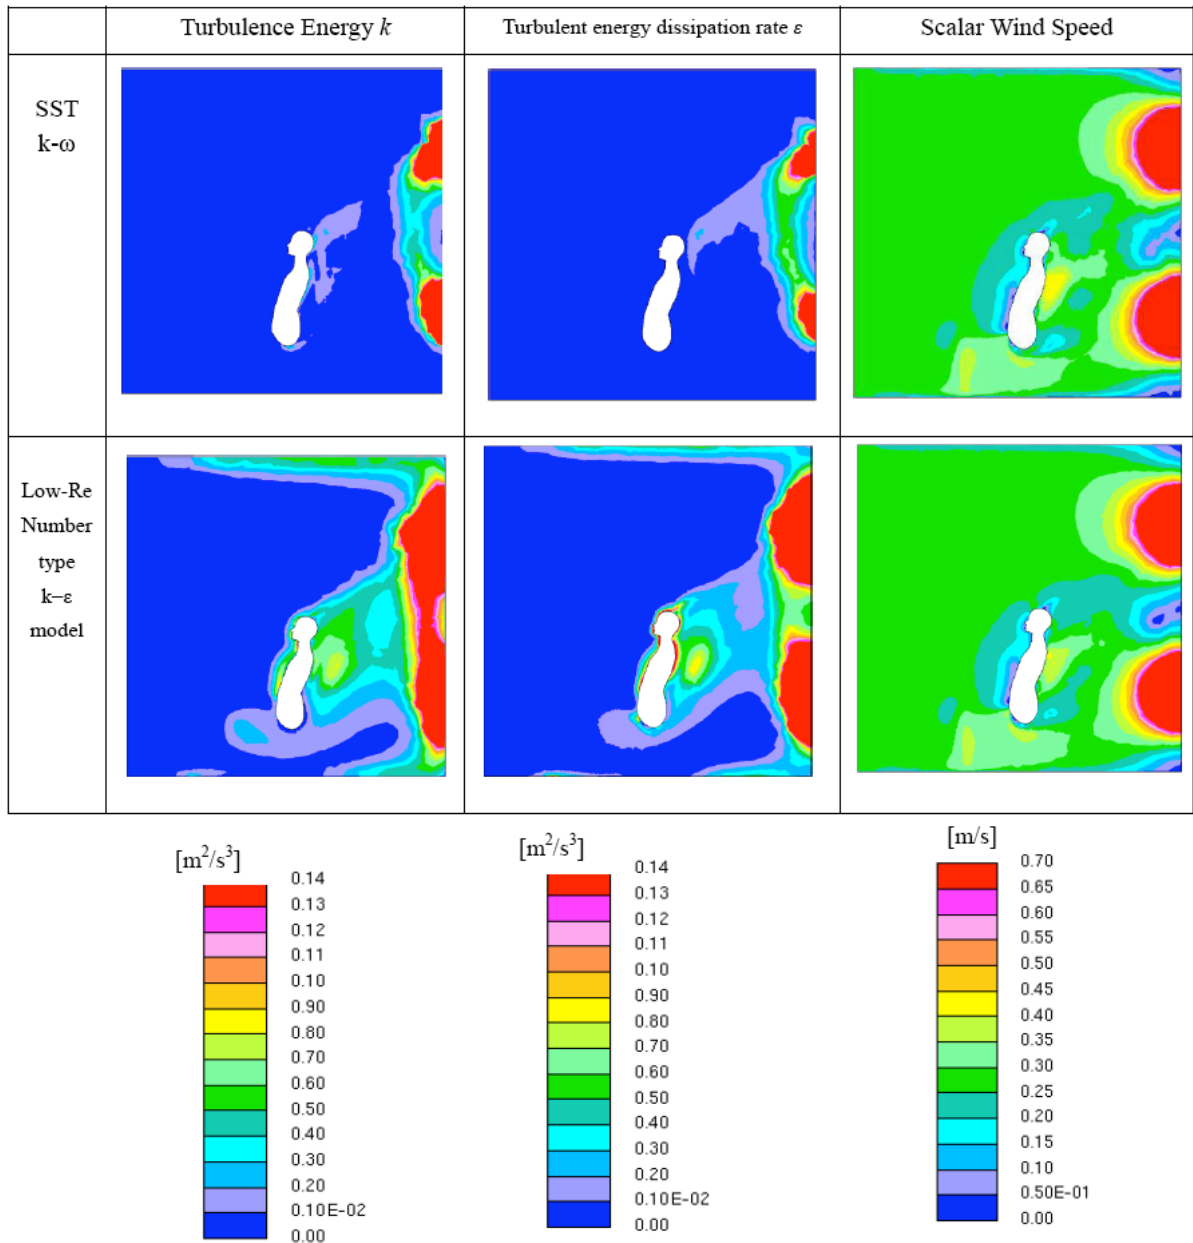 Turbulence Energy k
Turbulent energy dissipation rate ε
Scalar Wind Speed
SST
k-ω
Low-Re
Number
type
k–ε
model
[m²/s³]
0.14
0.13
0.12
0.11
0.10
0.90
0.80
0.70
0.60
0.50
0.40
0.30
0.20
0.10E-02
0.00
[m²/s³]
0.14
0.13
0.12
0.11
0.10
0.90
0.80
0.70
0.60
0.50
0.40
0.30
0.20
0.10E-02
0.00
[m/s]
0.70
0.65
0.60
0.55
0.50
0.45
0.40
0.35
0.30
0.25
0.20
0.15
0.10
0.50E-01
0.00